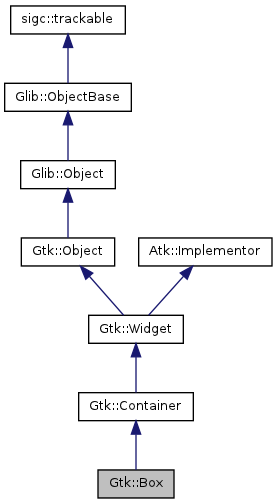 sigc::trackable
Glib::ObjectBase
Glib::Object
Gtk::Object
Atk::Implementor
Gtk::Widget
Gtk::Container
Gtk::Box